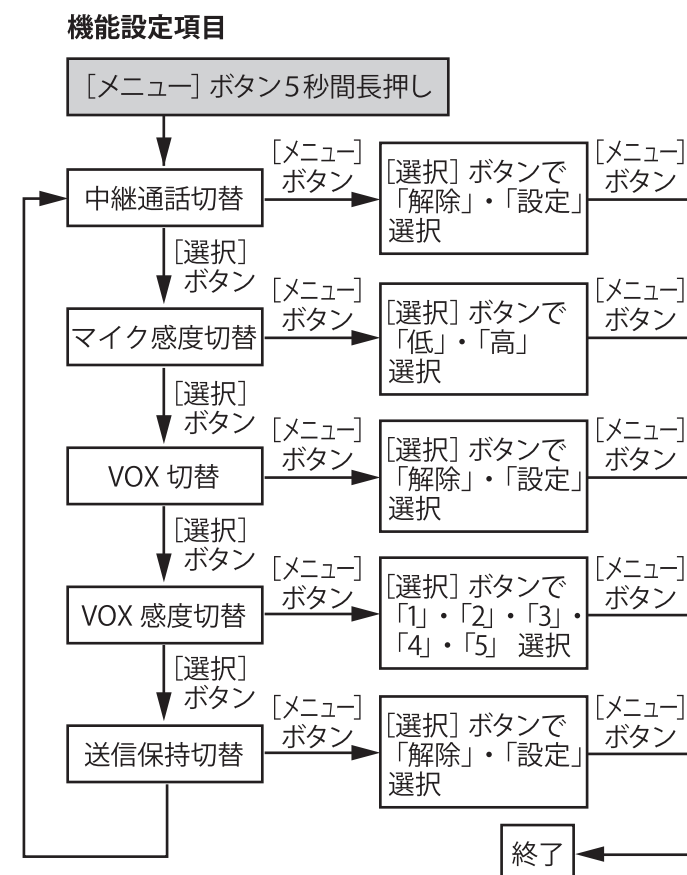 機能設定項目
［メニュー］ボタン5秒間長押し
中継通話切替
［メニュー］
ボタン
［選択］ボタンで
「解除」・「設定」
選択
［メニュー］
ボタン
［選択］
ボタン
マイク感度切替
［メニュー］
ボタン
［選択］ボタンで
「低」・「高」
選択
［メニュー］
ボタン
［選択］
ボタン
VOX 切替
［メニュー］
ボタン
［選択］ボタンで
「解除」・「設定」
選択
［メニュー］
ボタン
［選択］
ボタン
VOX 感度切替
［メニュー］
ボタン
［選択］ボタンで
「1」・「2」・「3」・
「4」・「5」 選択
［メニュー］
ボタン
［選択］
ボタン
送信保持切替
［メニュー］
ボタン
［選択］ボタンで
「解除」・「設定」
選択
［メニュー］
ボタン
終了